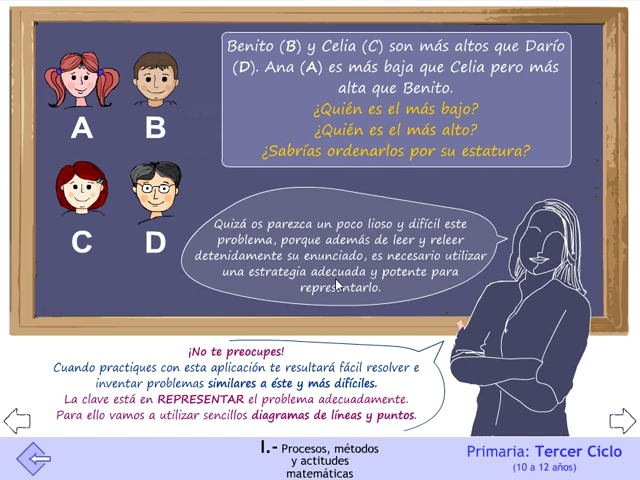 Benito (B) y Celia (C) son más altos que Darío
(D). Ana (A) es más baja que Celia pero más
alta que Benito.
¿Quién es el más bajo?
¿Quién es el más alto?
¿Sabrías ordenarlos por su estatura?
A B
C D
Quizá os parezca un poco lioso y difícil este
problema, porque además de leer y releer
detenidamente su enunciado, es necesario utilizar
una estrategia adecuada y potente para
representarlo.
¡No te preocupes!
Cuando practiques con esta aplicación te resultará fácil resolver e
inventar problemas similares a éste y más difíciles.
La clave está en REPRESENTAR el problema adecuadamente.
Para ello vamos a utilizar sencillos diagramas de líneas y puntos.
I.- Procesos, métodos
y actitudes
matemáticas
Primaria: Tercer Ciclo
(10 a 12 años)